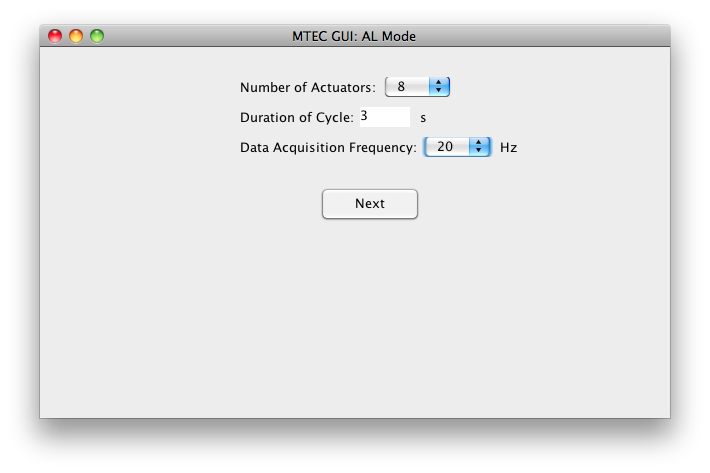 MTEC GUI: AL Mode
Number of Actuators: 8
Duration of Cycle: 3 s
Data Acquisition Frequency: 20 Hz
Next